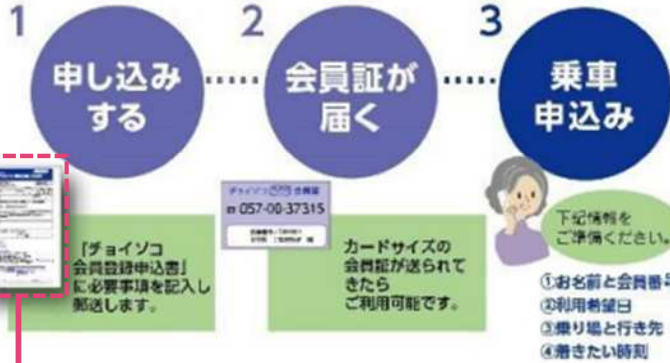 1
申し込み
する
2
会員証が
届く
3
乗車
申込み
「チョイソコ
会員登録申込書」
に必要事項を記入し
郵送します。
チョイソコ
会員証
☎ 057-00-37315
カードサイズの
会員証が送られて
きたら
ご利用可能です。
下記情報を
ご準備ください。
①お名前と会員番号
②利用希望日
③乗り場と行き先
④着きたい時刻